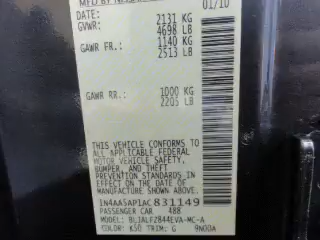 MFD BY NISSAN
DATE: 01/10
GVWR: 2131 KG
4698 LB
GAWR FR.: 1140 KG
2513 LB
GAWR RR.: 1000 KG
2205 LB
THIS VEHICLE CONFORMS
TO ALL APPLICABLE FEDERAL
MOTOR VEHICLE SAFETY,
BUMPER, AND THEFT
PREVENTION STANDARDS IN
EFFECT ON THE DATE OF
MANUFACTURE SHOWN ABOVE.
1N4AA5AP1AC831149
PASSENGER CAR 488
MODEL: BLJALFZ844EVA-MC-A
COLOR: K50 TRIM: G 9N00A